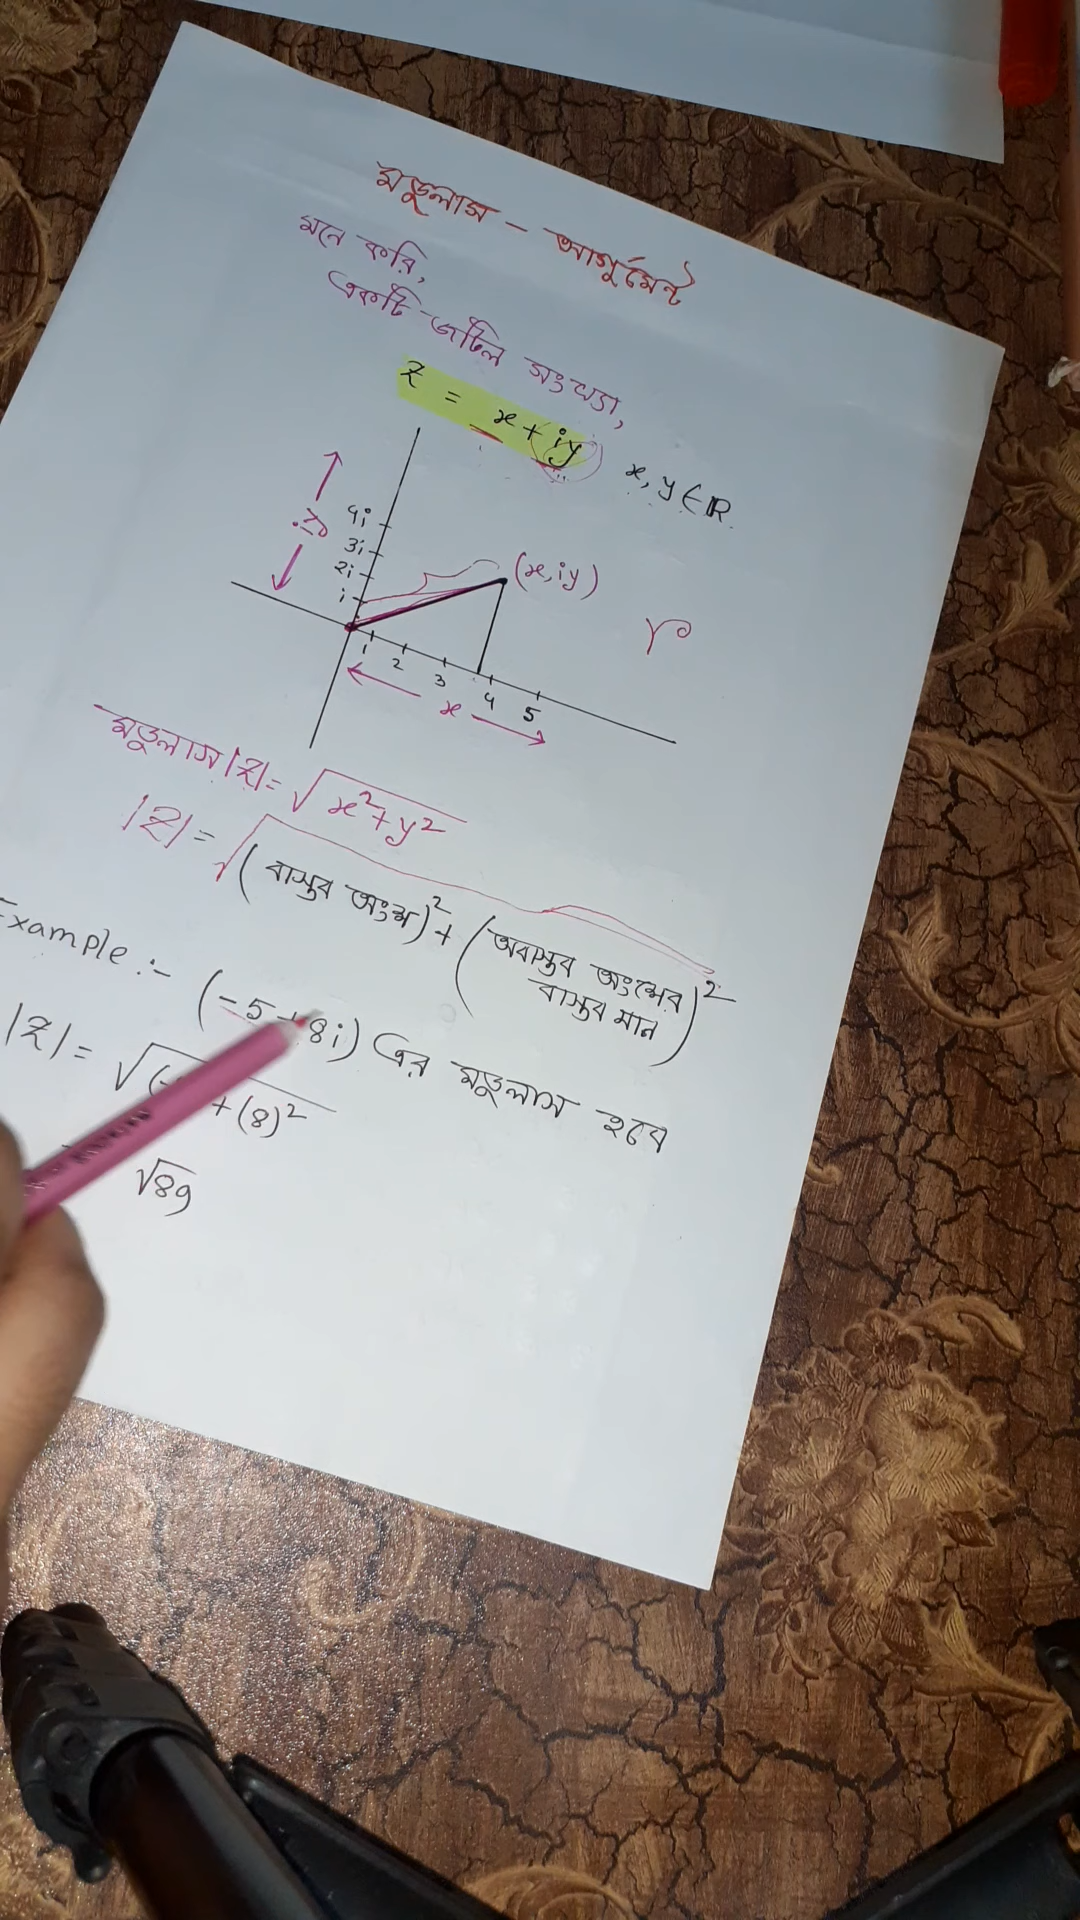 মডুলাস - আর্গুমেন্ট
মনে করি,
একটি জটিল সংখ্যা,
z = x + iy x, y ∈ ℝ.
4i
3i
2i
i
(x, iy)
r
1 2 3 4 5
x
মডুলাস |z| = √(x² + y²)
|z| = √((বাস্তব অংশ)² + (অবাস্তব অংশের বাস্তব মান)²)
Example :- (-5 + 8i) এর মডুলাস হবে
|z| = √( + (8)²
√89